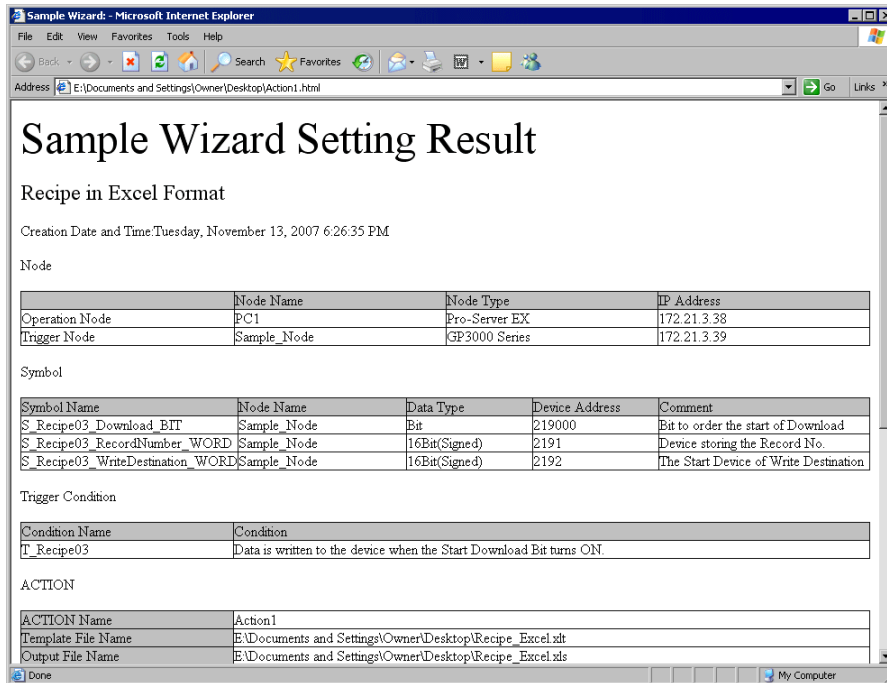 Sample Wizard: - Microsoft Internet Explorer
File Edit View Favorites Tools Help
Back Search Favorites
Address E:\Documents and Settings\Owner\Desktop\Action1.html Go Links »
Sample Wizard Setting Result
Recipe in Excel Format
Creation Date and Time:Tuesday, November 13, 2007 6:26:35 PM
Node
Node Name Node Type IP Address
Operation Node PC1 Pro-Server EX 172.21.3.38
Trigger Node Sample_Node GP3000 Series 172.21.3.39
Symbol
Symbol Name Node Name Data Type Device Address Comment
S_Recipe03_Download_BIT Sample_Node Bit 219000 Bit to order the start of Download
S_Recipe03_RecordNumber_WORD Sample_Node 16Bit(Signed) 2191 Device storing the Record No.
S_Recipe03_WriteDestination_WORD Sample_Node 16Bit(Signed) 2192 The Start Device of Write Destination
Trigger Condition
Condition Name Condition
T_Recipe03 Data is written to the device when the Start Download Bit turns ON.
ACTION
ACTION Name Action1
Template File Name E:\Documents and Settings\Owner\Desktop\Recipe_Excel.xlt
Output File Name E:\Documents and Settings\Owner\Desktop\Recipe_Excel.xls
Done My Computer